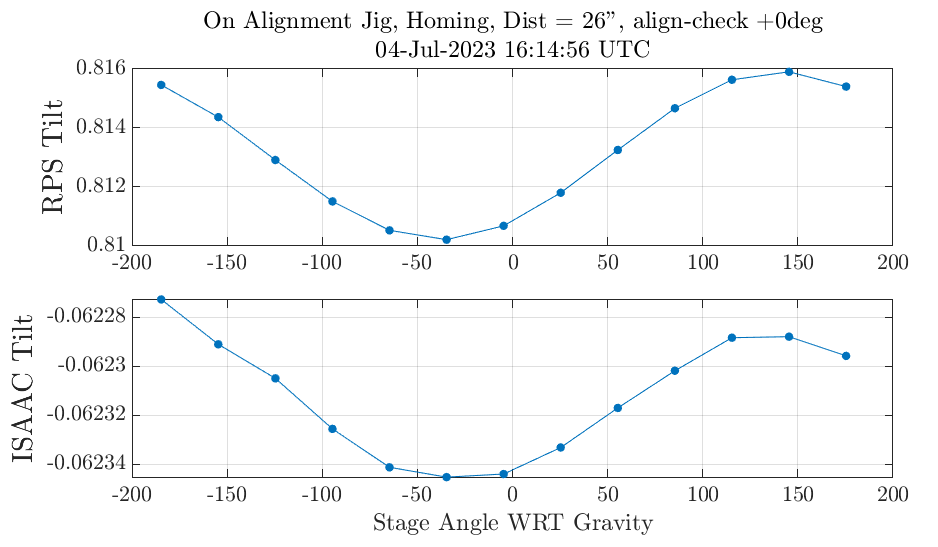 On Alignment Jig, Homing, Dist = 26", align-check +0deg
04-Jul-2023 16:14:56 UTC
RPS Tilt
0.816
0.814
0.812
0.81
-200 -150 -100 -50 0 50 100 150 200
ISAAC Tilt
-0.06228
-0.0623
-0.06232
-0.06234
-200 -150 -100 -50 0 50 100 150 200
Stage Angle WRT Gravity